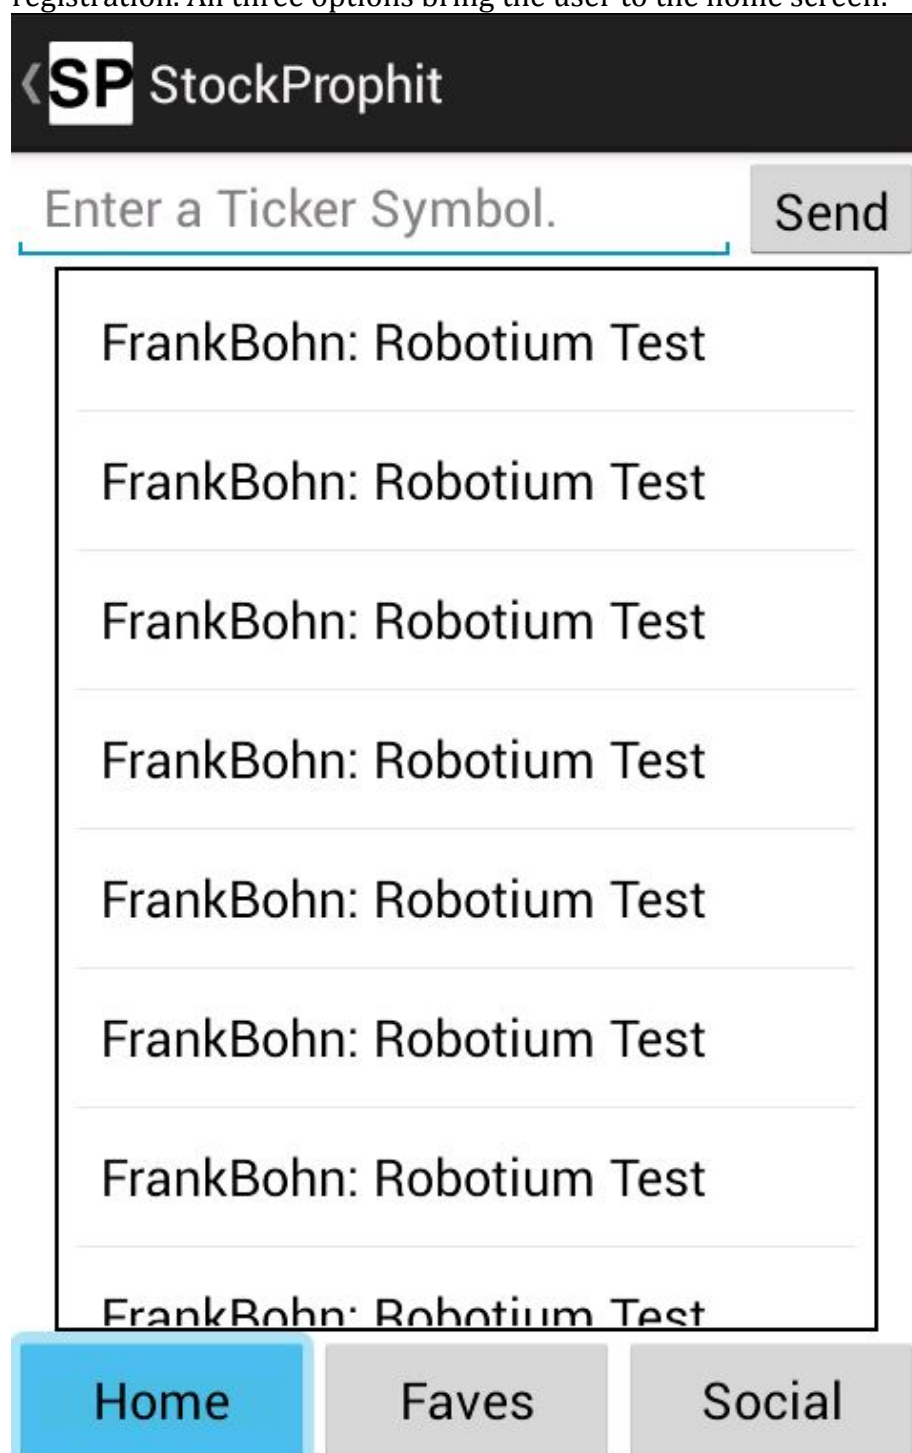 registration. All three options bring the user to the home screen.
SP StockProphit
Enter a Ticker Symbol. Send
FrankBohn: Robotium Test
FrankBohn: Robotium Test
FrankBohn: Robotium Test
FrankBohn: Robotium Test
FrankBohn: Robotium Test
FrankBohn: Robotium Test
FrankBohn: Robotium Test
FrankBohn: Robotium Test
Home Faves Social